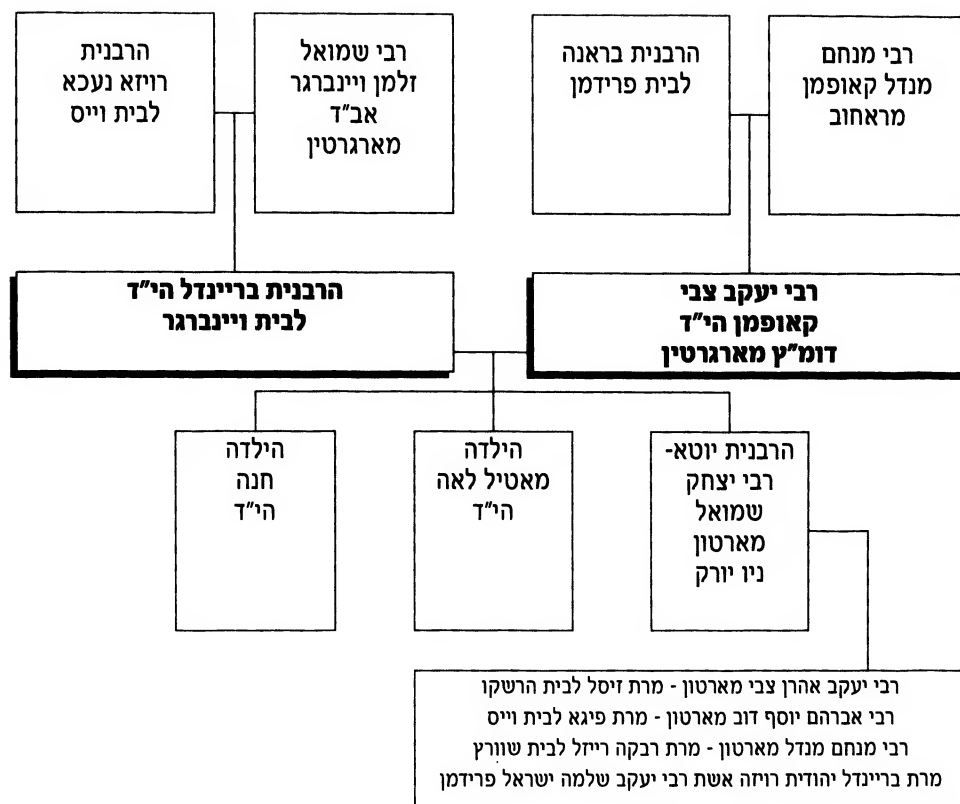 רבי מנחם
מנדל קאופמן
מראחוב
הרבנית בראנה
לבית פרידמן
רבי שמואל
זלמן ויינברגר
אב"ד
מארגרטין
הרבנית
רויזא נעכא
לבית וייס
רבי יעקב צבי
קאופמן הי"ד
דומ"ץ מארגרטין
הרבנית בריינדל הי"ד
לבית ויינברגר
הרבנית יוטא-
רבי יצחק
שמואל
מארטון
ניו יורק
הילדה
מאטיל לאה
הי"ד
הילדה
חנה
הי"ד
רבי יעקב אהרן צבי מארטון - מרת זיסל לבית הרשקו
רבי אברהם יוסף דוב מארטון - מרת פיגא לבית וייס
רבי מנחם מנדל מארטון - מרת רבקה רייזל לבית שווֹרץ
מרת בריינדל יהודית רויזה אשת רבי יעקב שלמה ישראל פרידמן